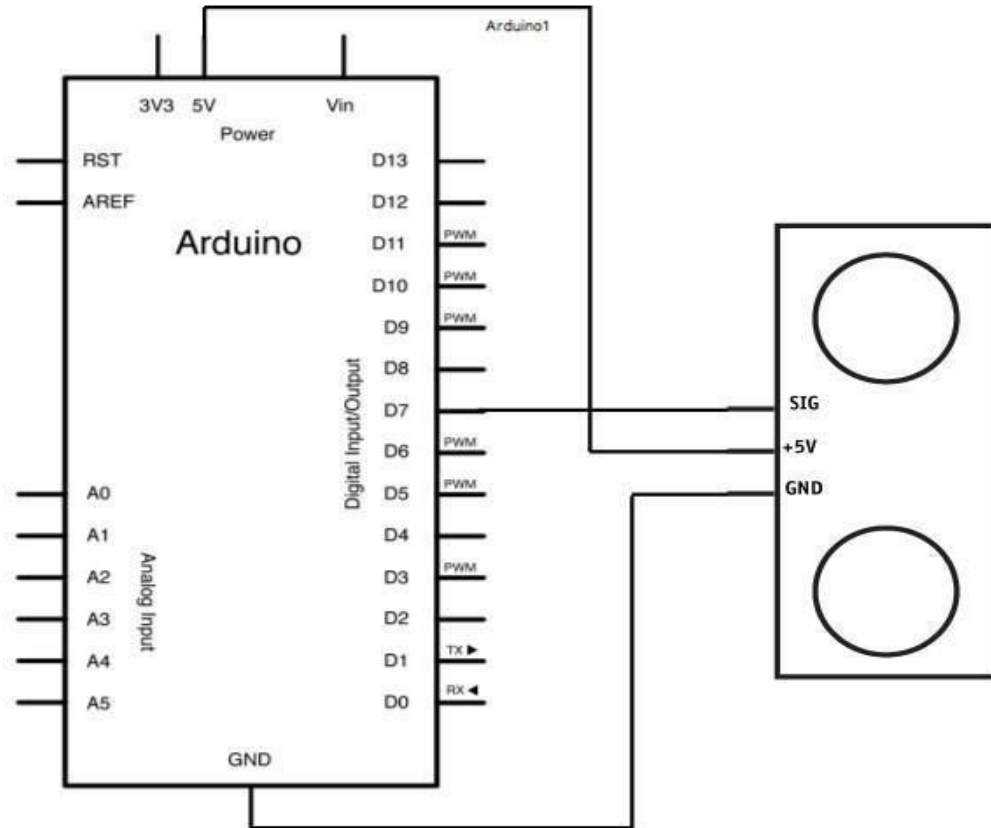 Arduino1
3V3 5V Vin
Power
RST D13
AREF D12
Arduino
D11 PWM
D10 PWM
D9 PWM
D8
D7
D6 PWM
D5 PWM
D4
D3 PWM
D2
D1 TX ►
D0 RX ◄
Digital Input/Output
A0
A1
A2
A3
A4
A5
Analog Input
GND
SIG
+5V
GND